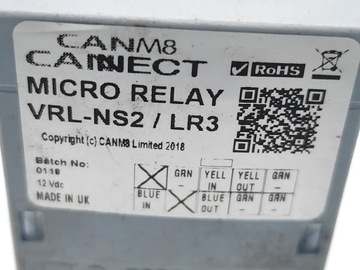 CANM8
CANNECT
RoHS
MICRO RELAY
VRL-NS2 / LR3
Copyright (c) CANM8 Limited 2018
Batch No:
0118
12 Vdc
MADE IN UK
GRN -
YELL IN
YELL OUT
BLUE IN
BLUE OUT
GRN -
GRN -